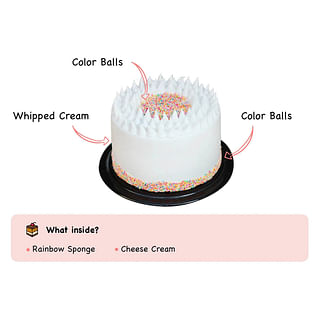 Color Balls
Whipped Cream
Color Balls
What inside?
Rainbow Sponge
Cheese Cream